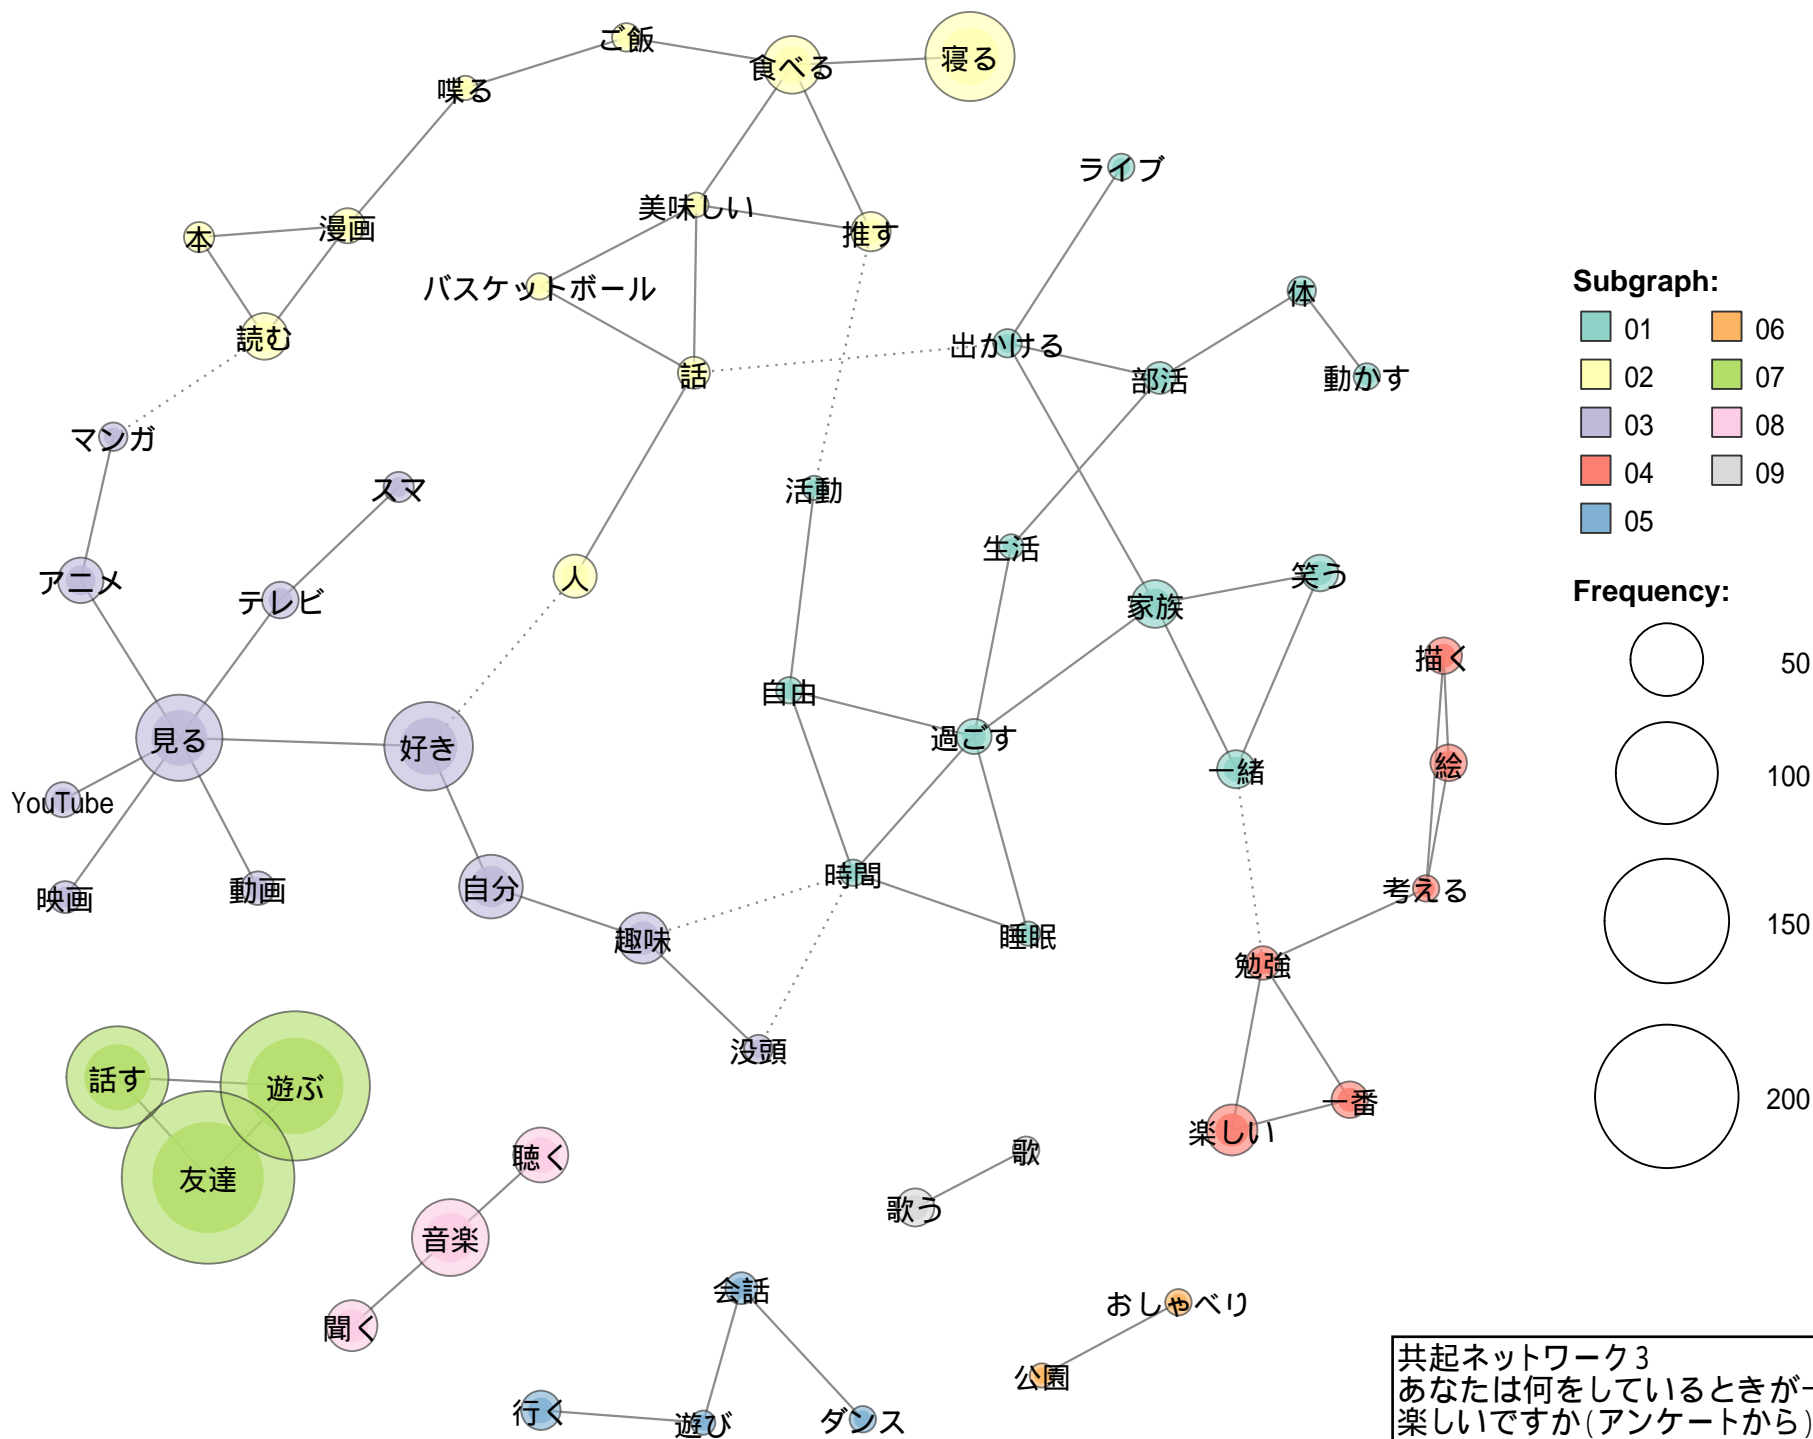 ご飯
食べる
寝る
喋る
ライブ
美味しい
推す
本
漫画
バスケットボール
体
読む
出かける
話
部活
動かす
マンガ
スマ
活動
生活
アニメ
テレビ
人
家族
笑う
描く
自由
見る
好き
過ごす
一緒
絵
YouTube
映画
動画
自分
時間
考える
趣味
睡眠
勉強
没頭
話す
遊ぶ
一番
楽しい
友達
聴く
歌
歌う
音楽
聞く
会話
おしゃべり
公園
行く
遊び
ダンス
Subgraph:
01 06
02 07
03 08
04 09
05
Frequency:
50
100
150
200
共起ネットワーク3
あなたは何をしているときが
楽しいですか(アンケートから)